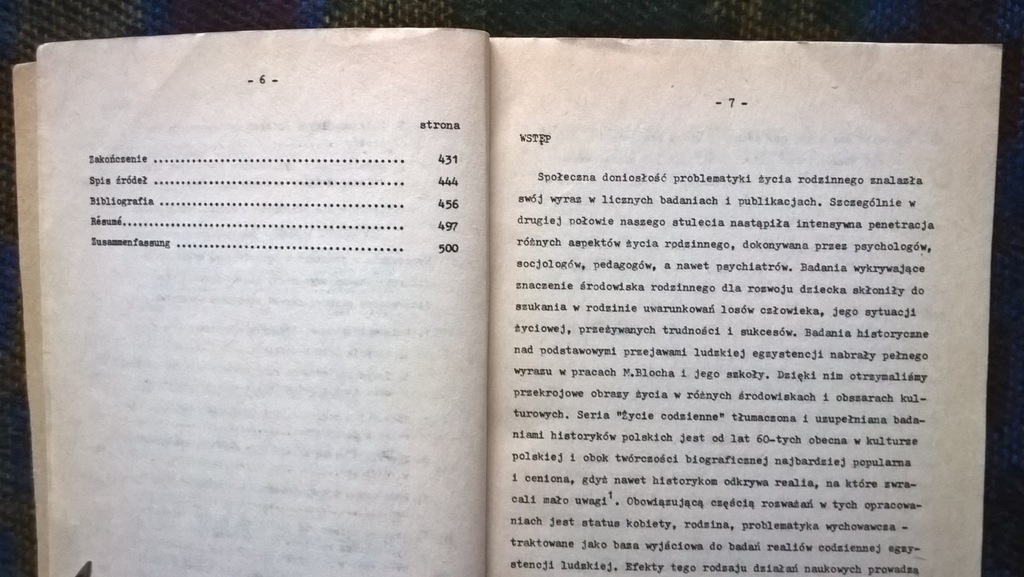 - 6 -
strona
Zakończenie ........................................ 431
Spis źródeł ........................................ 444
Bibliografia ....................................... 456
Résumé.............................................. 497
Zusammenfassung .................................... 500
- 7 -
WSTĘP
Społeczna doniosłość problematyki życia rodzinnego znalazła
swój wyraz w licznych badaniach i publikacjach. Szczególnie w
drugiej połowie naszego stulecia nastąpiła intensywna penetracja
różnych aspektów życia rodzinnego, dokonywana przez psychologów,
socjologów, pedagogów, a nawet psychiatrów. Badania wykrywające
znaczenie środowiska rodzinnego dla rozwoju dziecka skłoniły do
szukania w rodzinie uwarunkowań losów człowieka, jego sytuacji
życiowej, przeżywanych trudności i sukcesów. Badania historyczne
nad podstawowymi przejawami ludzkiej egzystencji nabrały pełnego
wyrazu w pracach M.Blocha i jego szkoły. Dzięki nim otrzymaliśmy
przekrojowe obrazy życia w różnych środowiskach i obszarach kul-
turowych. Seria "Życie codzienne" tłumaczona i uzupełniana bada-
niami historyków polskich jest od lat 60-tych obecna w kulturze
polskiej i obok twórczości biograficznej najbardziej popularna
i ceniona, gdyż nawet historykom odkrywa realia, na które zwra-
cali mało uwagi¹. Obowiązującą częścią rozważań w tych opracowa-
niach jest status kobiety, rodzina, problematyka wychowawcza -
traktowane jako baza wyjściowa do badań realiów codziennej egzy-
stencji ludzkiej. Efekty tego rodzaju działań naukowych prowadzą